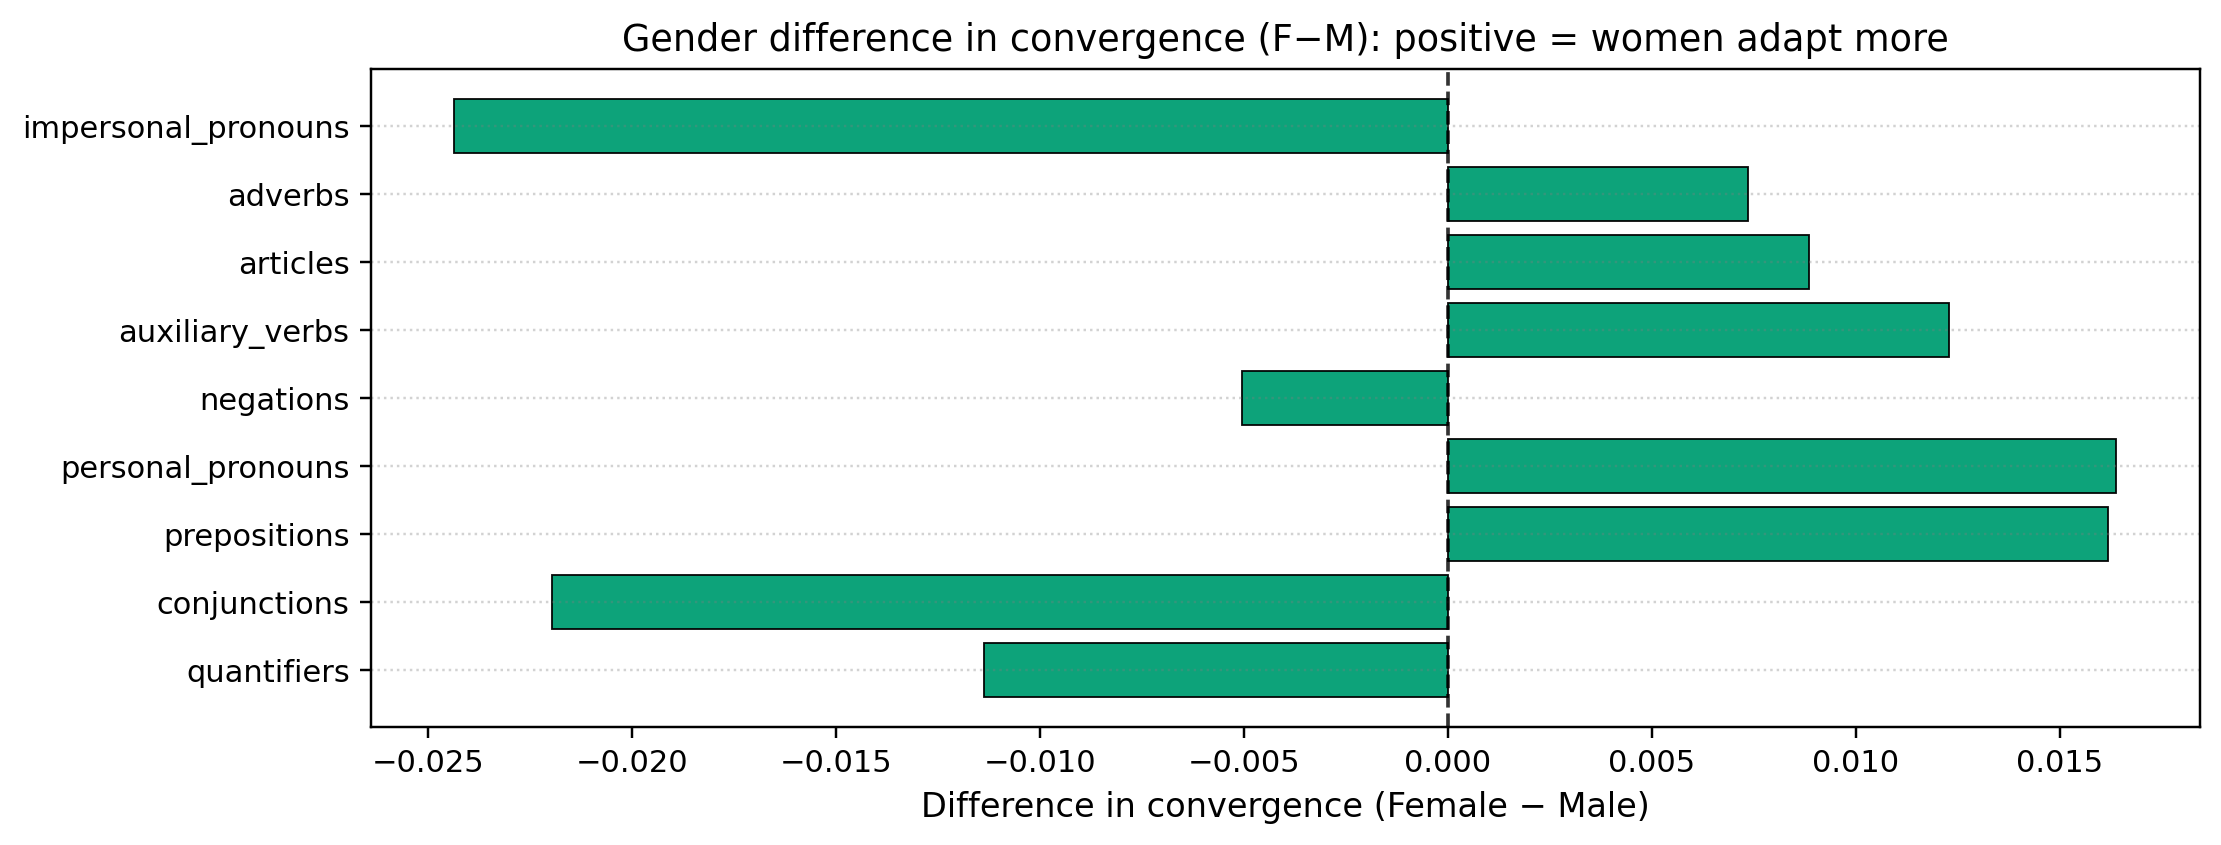 Gender difference in convergence (F−M): positive = women adapt more
impersonal_pronouns
adverbs
articles
auxiliary_verbs
negations
personal_pronouns
prepositions
conjunctions
quantifiers
−0.025 −0.020 −0.015 −0.010 −0.005 0.000 0.005 0.010 0.015
Difference in convergence (Female − Male)